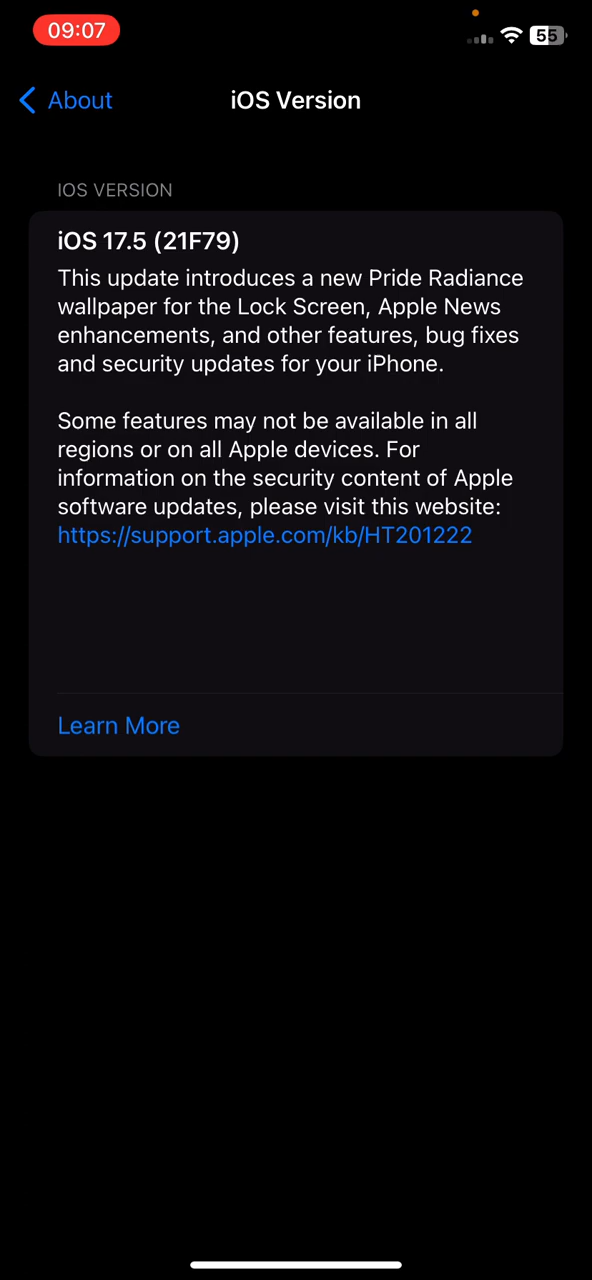 09:07
55
About
iOS Version
IOS VERSION
iOS 17.5 (21F79)
This update introduces a new Pride Radiance
wallpaper for the Lock Screen, Apple News
enhancements, and other features, bug fixes
and security updates for your iPhone.
Some features may not be available in all
regions or on all Apple devices. For
information on the security content of Apple
software updates, please visit this website:
https://support.apple.com/kb/HT201222
Learn More